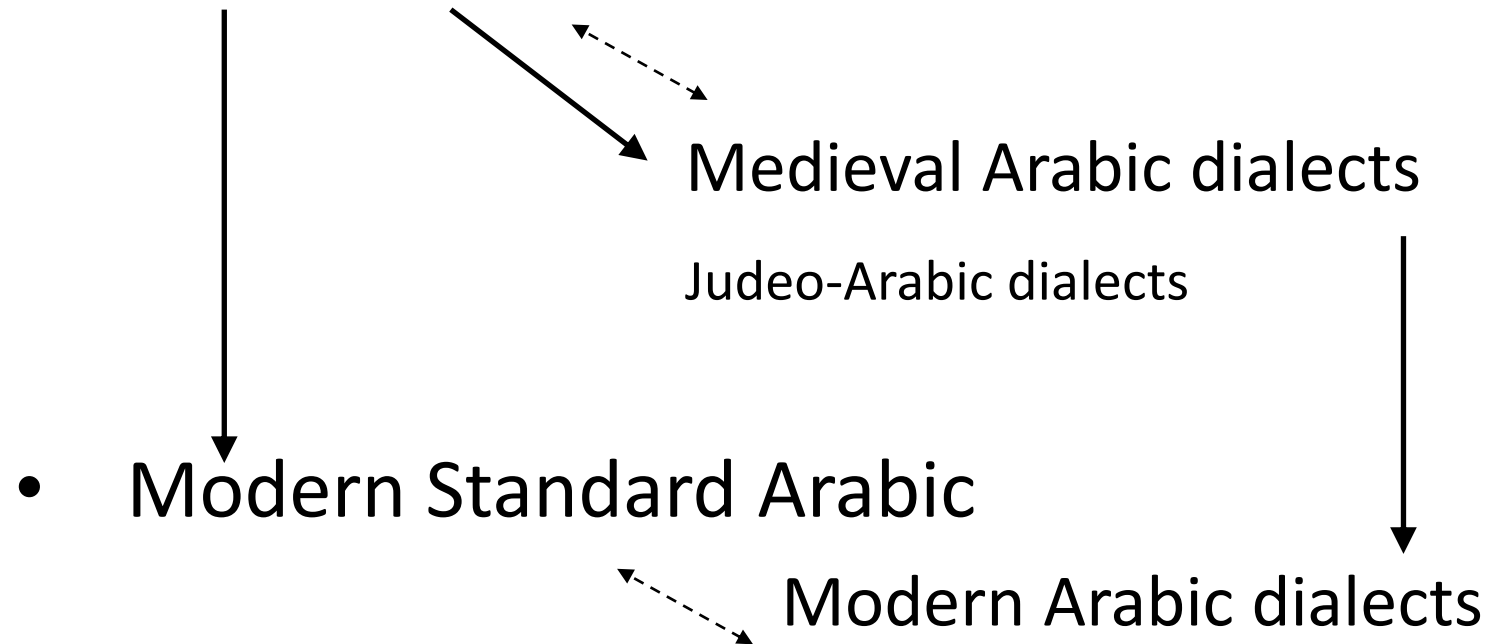 Medieval Arabic dialects
Judeo-Arabic dialects
• Modern Standard Arabic
Modern Arabic dialects